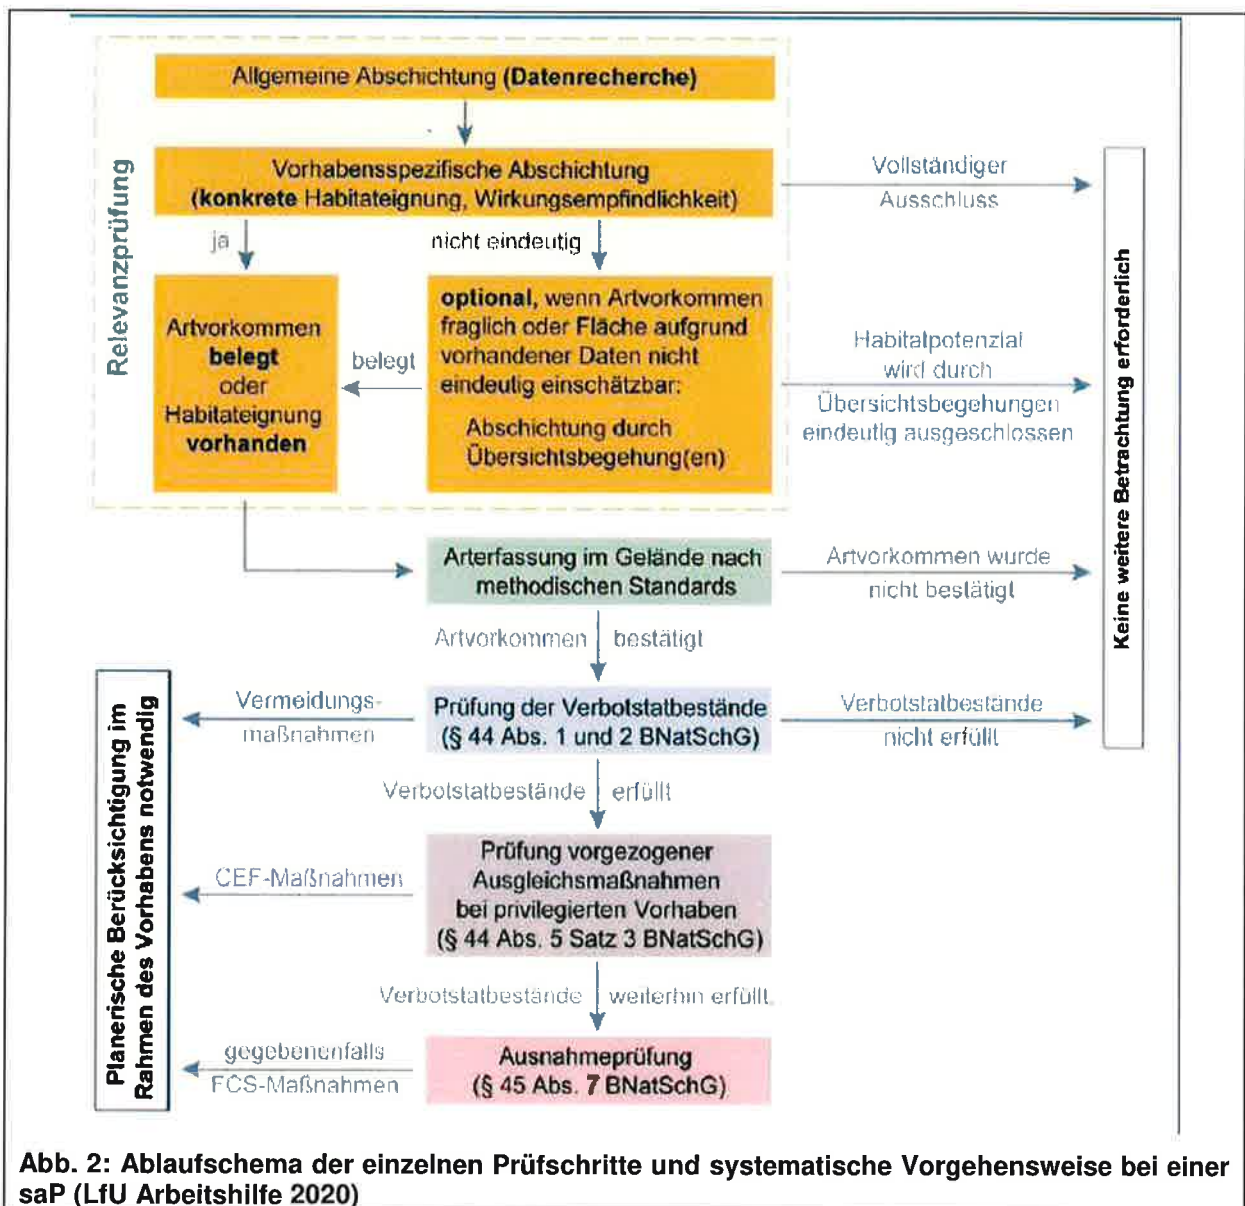 Allgemeine Abschichtung (Datenrecherche)
Relevanzprüfung
Vorhabensspezifische Abschichtung
(konkrete Habitateignung, Wirkungsempfindlichkeit)
Vollständiger
Ausschluss
ja
nicht eindeutig
Artvorkommen
belegt
oder
Habitateignung
vorhanden
belegt
optional, wenn Artvorkommen
fraglich oder Fläche aufgrund
vorhandener Daten nicht
eindeutig einschätzbar:
Abschichtung durch
Übersichtsbegehung(en)
Habitatpotenzial
wird durch
Übersichtsbegehungen
eindeutig ausgeschlossen
Keine weitere Betrachtung erforderlich
Arterfassung im Gelände nach
methodischen Standards
Artvorkommen wurde
nicht bestätigt
Artvorkommen bestätigt
Planerische Berücksichtigung im
Rahmen des Vorhabens notwendig
Vermeidungs-
maßnahmen
Prüfung der Verbotstatbestände
(§ 44 Abs. 1 und 2 BNatSchG)
Verbotstatbestände
nicht erfüllt
Verbotstatbestände erfüllt
CEF-Maßnahmen
Prüfung vorgezogener
Ausgleichsmaßnahmen
bei privilegierten Vorhaben
(§ 44 Abs. 5 Satz 3 BNatSchG)
Verbotstatbestände weiterhin erfüllt
gegebenenfalls
FCS-Maßnahmen
Ausnahmeprüfung
(§ 45 Abs. 7 BNatSchG)
Abb. 2: Ablaufschema der einzelnen Prüfschritte und systematische Vorgehensweise bei einer
saP (LfU Arbeitshilfe 2020)